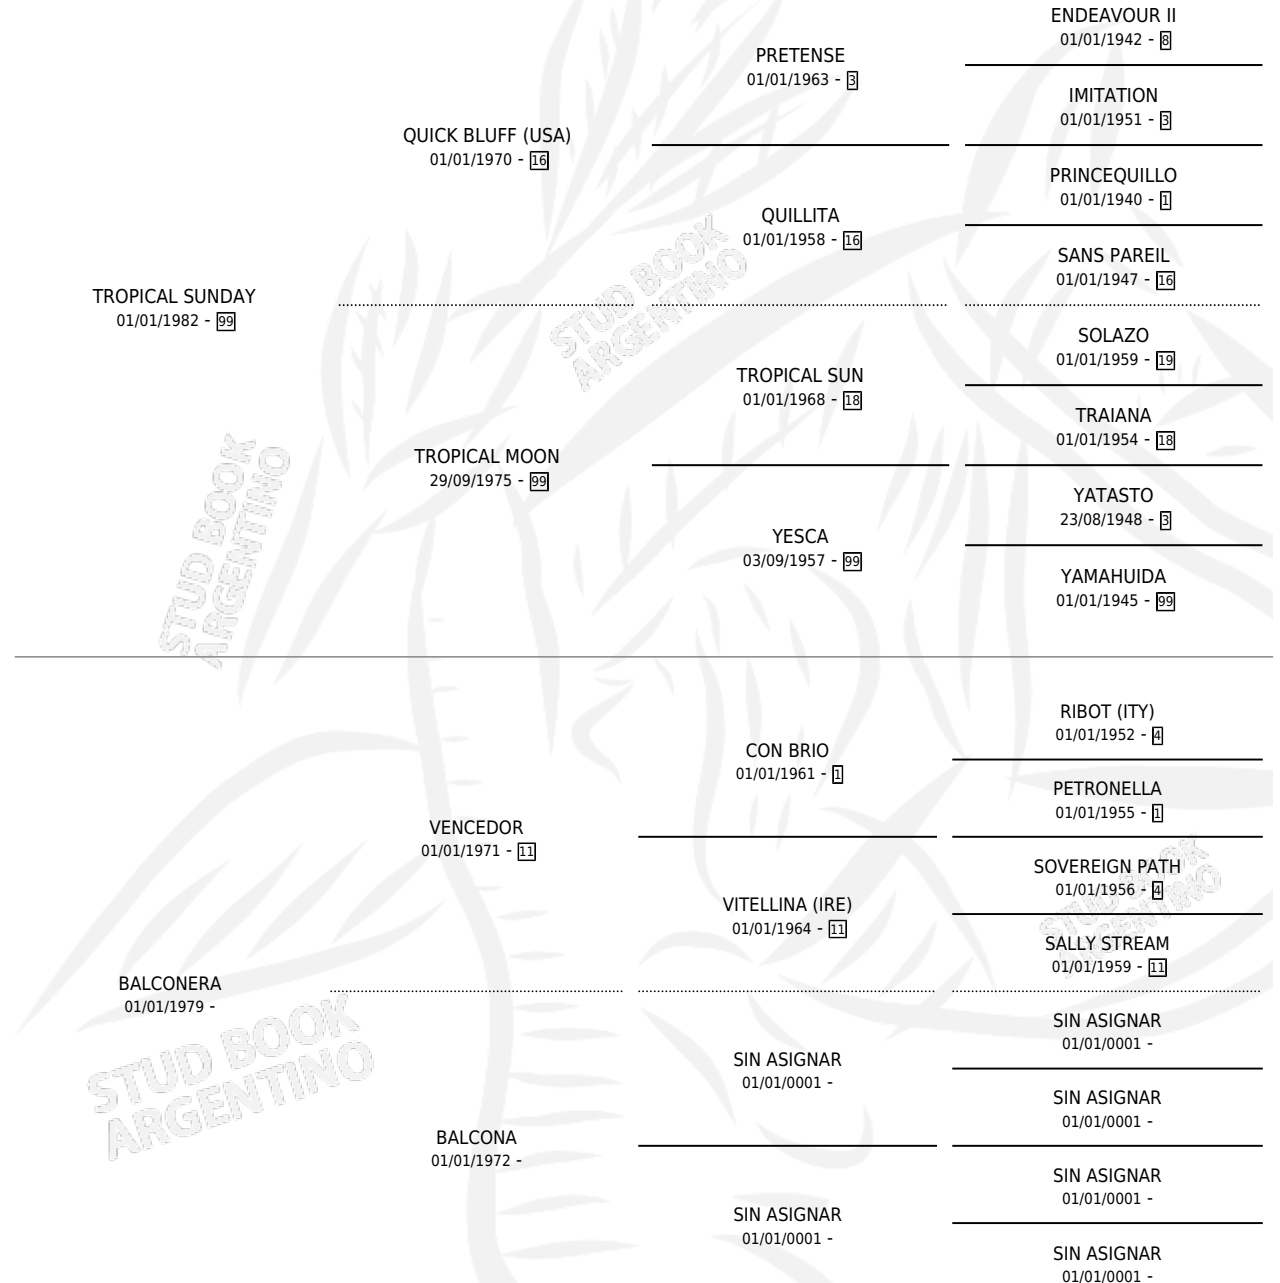 ENDEAVOUR II
01/01/1942 - 8
PRETENSE
01/01/1963 - 3
IMITATION
01/01/1951 - 3
QUICK BLUFF (USA)
01/01/1970 - 16
PRINCEQUILLO
01/01/1940 - 1
QUILLITA
01/01/1958 - 16
SANS PAREIL
01/01/1947 - 16
TROPICAL SUNDAY
01/01/1982 - 99
STUD BOOK
ARGENTINO
SOLAZO
01/01/1959 - 19
TROPICAL SUN
01/01/1968 - 18
TRAIANA
01/01/1954 - 18
TROPICAL MOON
29/09/1975 - 99
YATASTO
23/08/1948 - 3
YESCA
03/09/1957 - 99
YAMAHUIDA
01/01/1945 - 99
STUD BOOK
ARGENTINO
RIBOT (ITY)
01/01/1952 - 4
CON BRIO
01/01/1961 - 1
PETRONELLA
01/01/1955 - 1
VENCEDOR
01/01/1971 - 11
SOVEREIGN PATH
01/01/1956 - 4
VITELLINA (IRE)
01/01/1964 - 11
SALLY STREAM
01/01/1959 - 11
STUD BOOK
ARGENTINO
BALCONERA
01/01/1979 -
SIN ASIGNAR
01/01/0001 -
SIN ASIGNAR
01/01/0001 -
SIN ASIGNAR
01/01/0001 -
BALCONA
01/01/1972 -
SIN ASIGNAR
01/01/0001 -
SIN ASIGNAR
01/01/0001 -
SIN ASIGNAR
01/01/0001 -
STUD BOOK
ARGENTINO